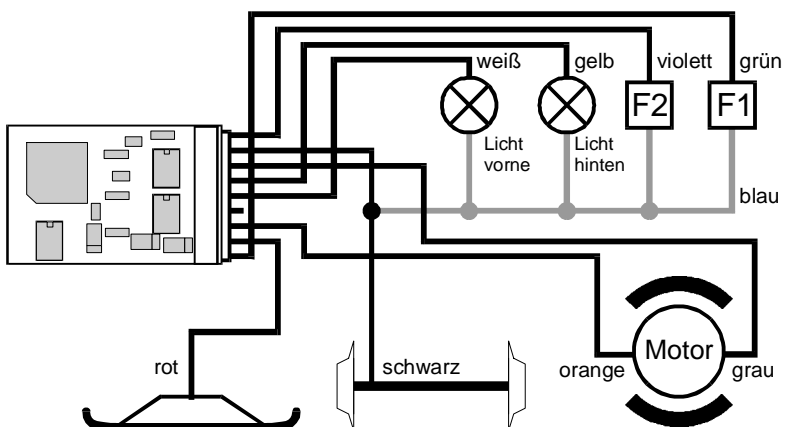 weiß
gelb
violett
grün
F2
F1
Licht
vorne
Licht
hinten
blau
rot
schwarz
orange
Motor
grau